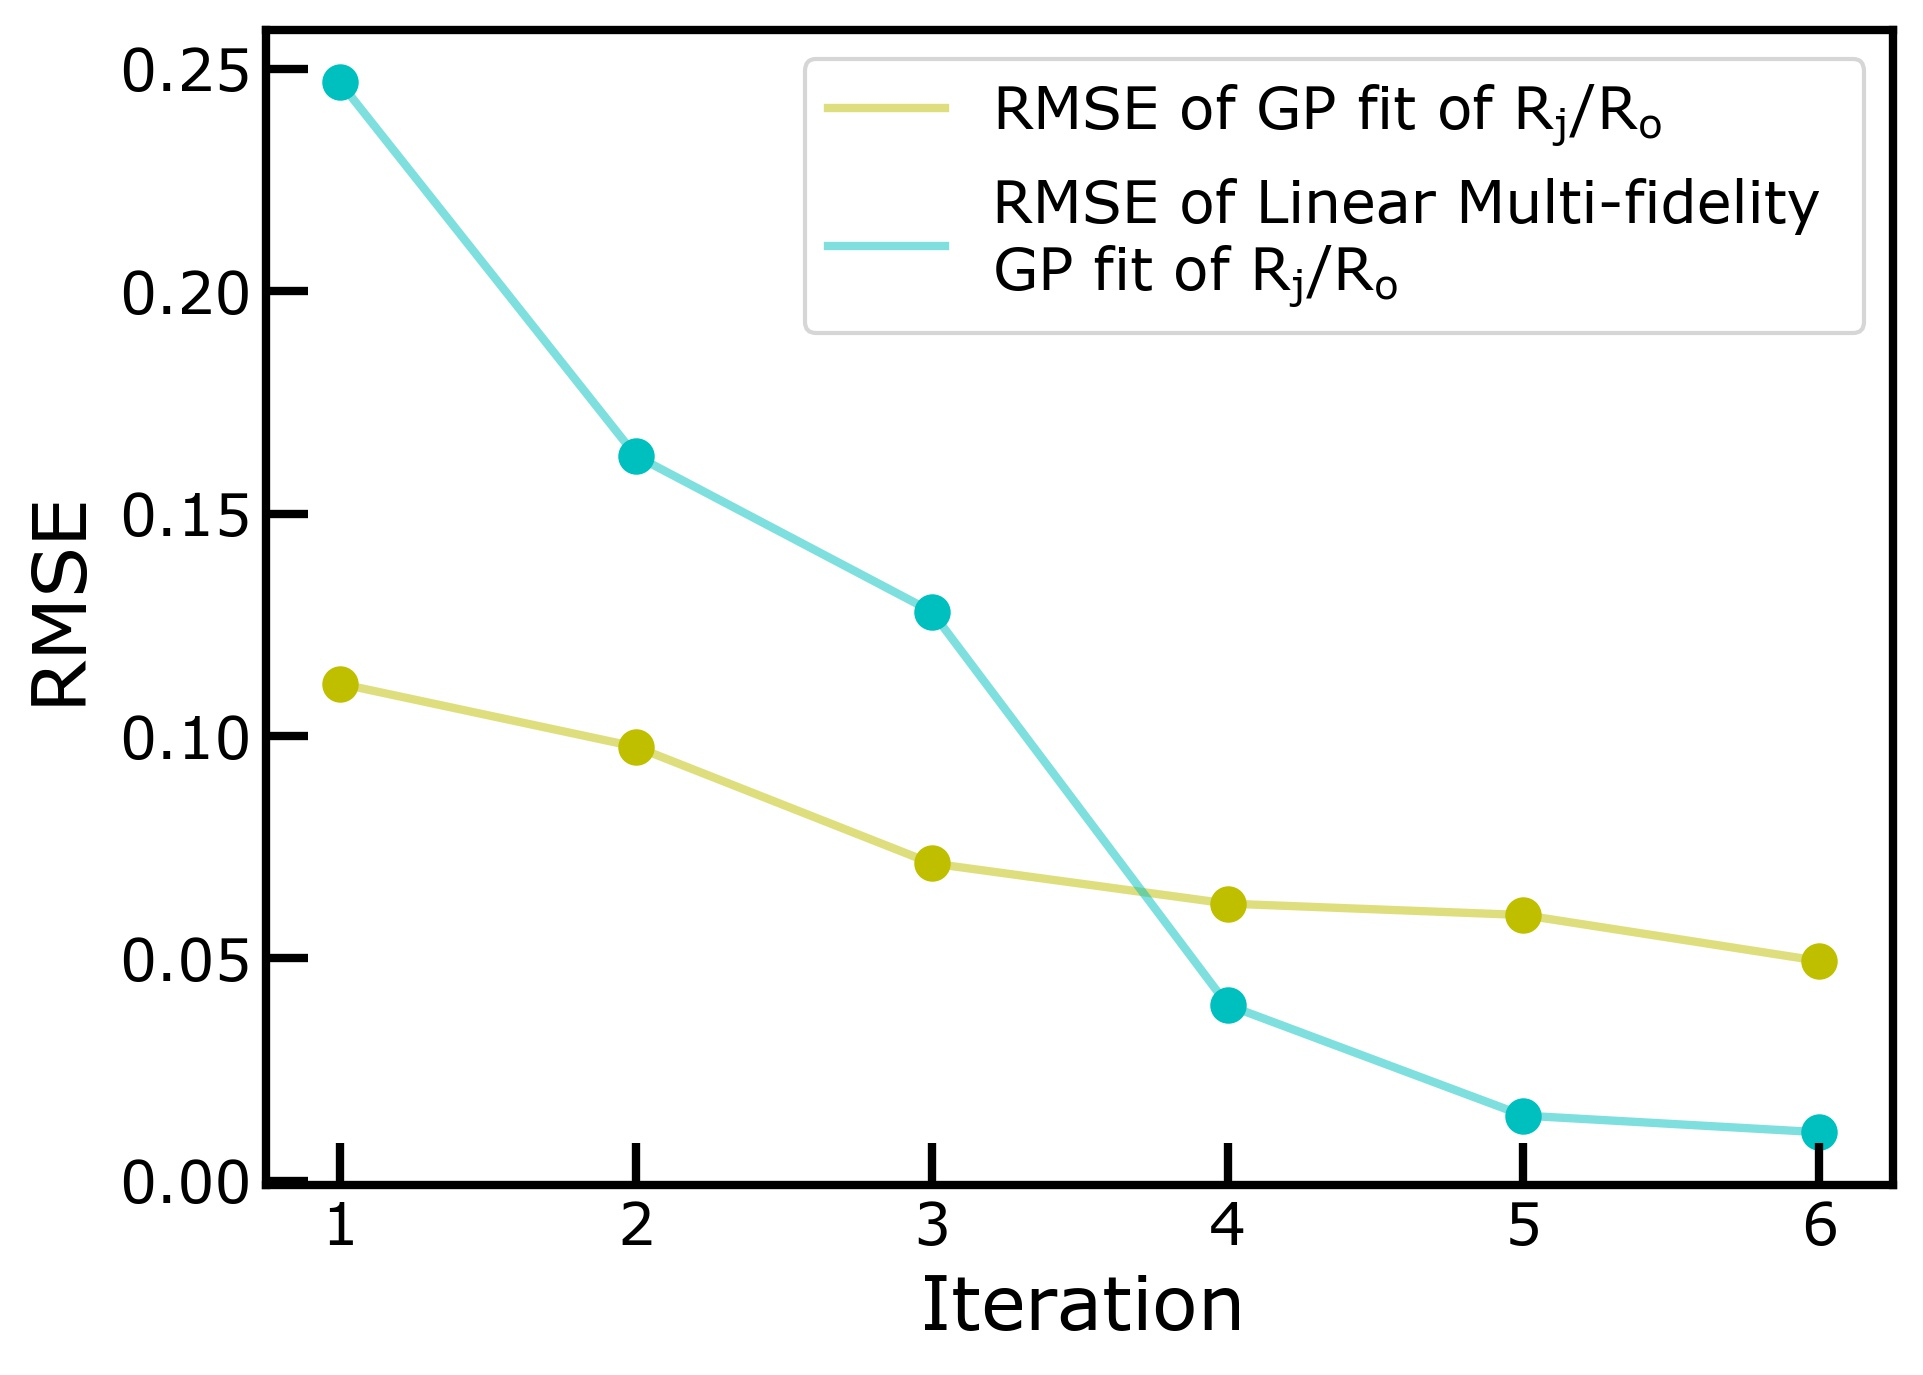 0.25
0.20
0.15
0.10
0.05
0.00
RMSE
RMSE of GP fit of Rj/Ro
RMSE of Linear Multi-fidelity
GP fit of Rj/Ro
1 2 3 4 5 6
Iteration